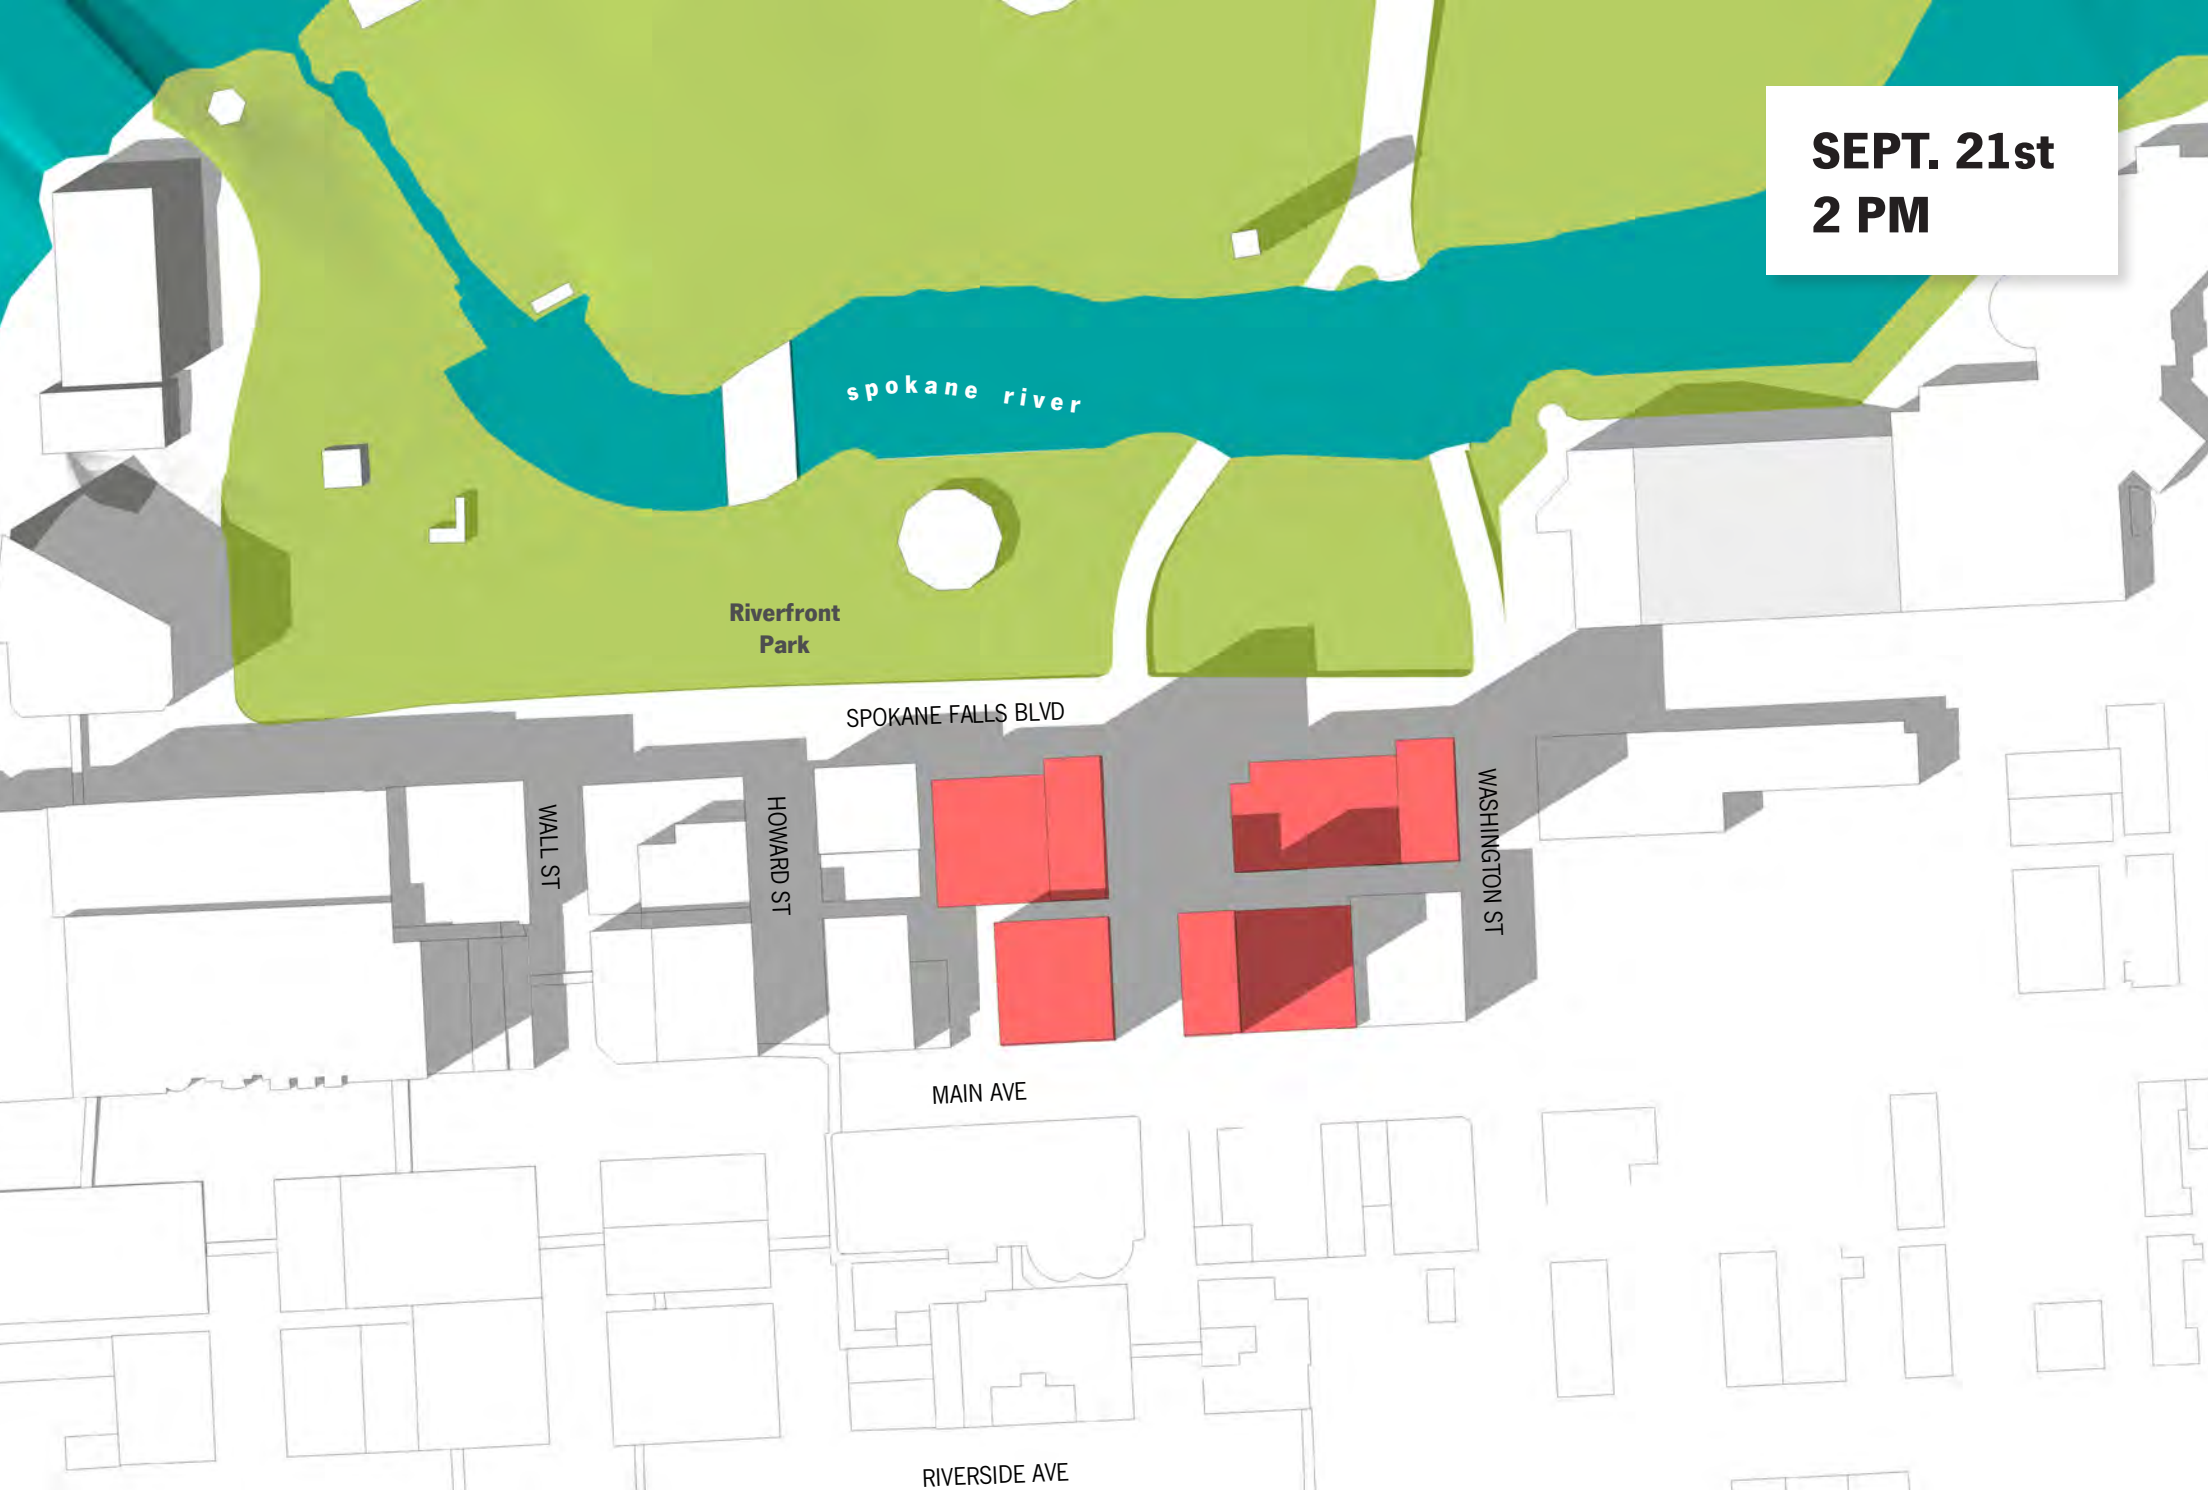 SEPT. 21st
2 PM
spokane river
Riverfront
Park
SPOKANE FALLS BLVD
WALL ST
HOWARD ST
WASHINGTON ST
MAIN AVE
RIVERSIDE AVE